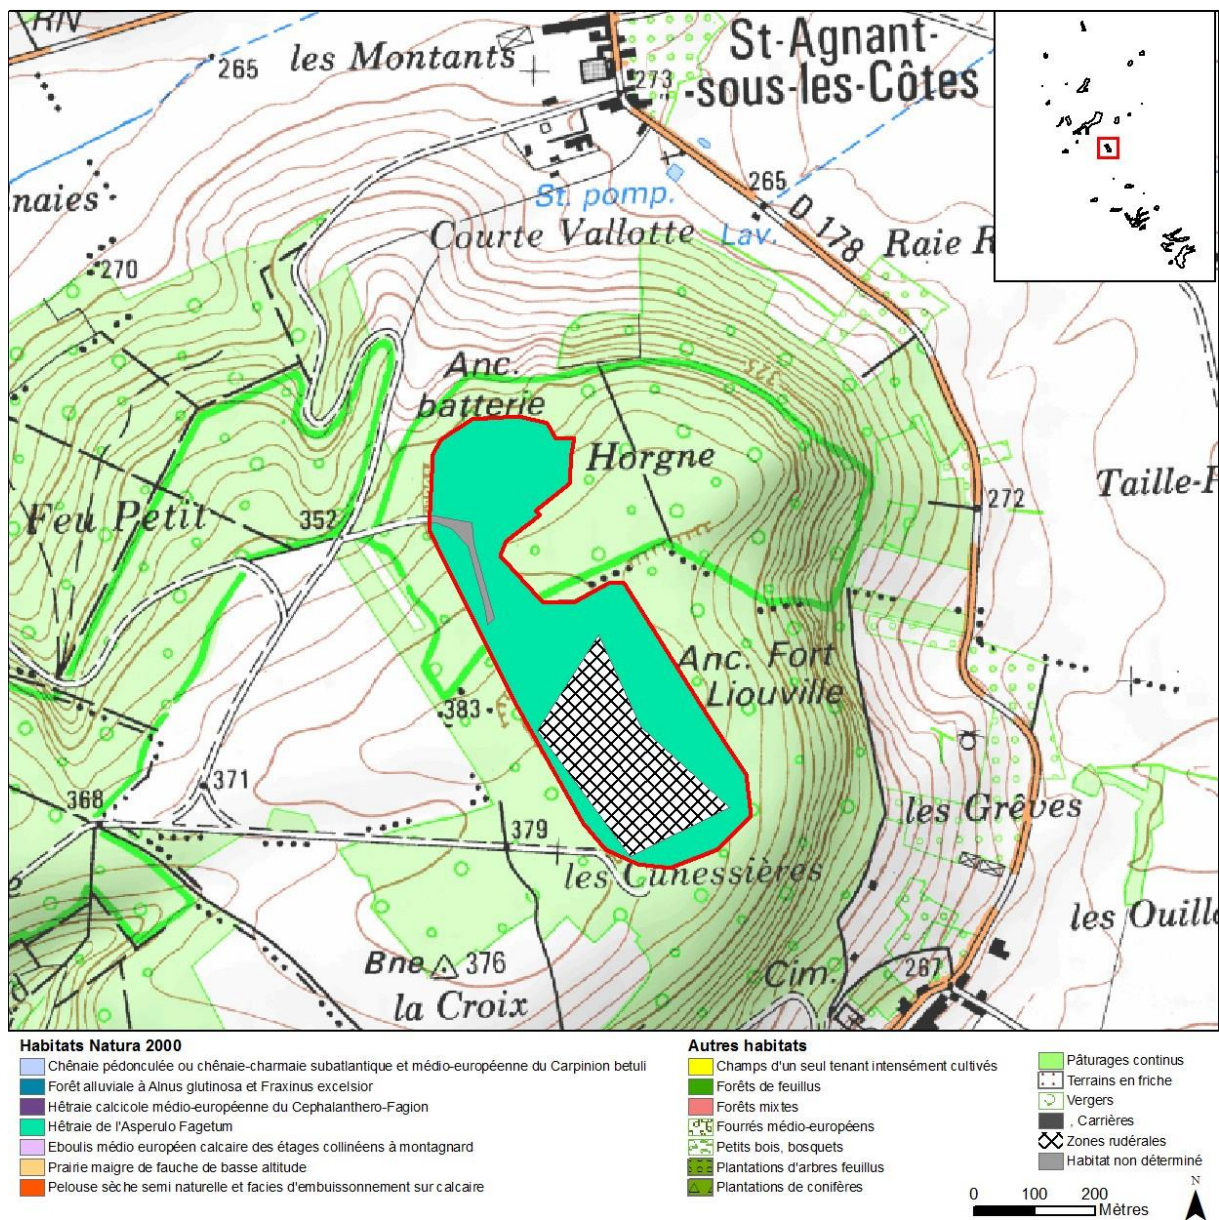 RN
les Montants
265
St-Agnant-
-sous-les-Côtes
273
naies
St. pomp.
265
D 178
Courte Vallotte
Lav.
Raie R
270
325
Anc.
batterie
Horgne
Feu Petit
352
272
Taille-F
Anc. Fort
Liouville
383
371
368
379
les Grèves
les Cunessières
les Ouill
Bne 376
Cim.
267
la Croix
Habitats Natura 2000
Chênaie pédonculée ou chênaie-charmaie subatlantique et médio-européenne du Carpinion betuli
Forêt alluviale à Alnus glutinosa et Fraxinus excelsior
Hêtraie calcicole médio-européenne du Cephalanthero-Fagion
Hêtraie de l'Asperulo Fagetum
Eboulis médio européen calcaire des étages collinéens à montagnard
Prairie maigre de fauche de basse altitude
Pelouse sèche semi naturelle et facies d'embuissonnement sur calcaire
Autres habitats
Champs d'un seul tenant intensément cultivés
Forêts de feuillus
Forêts mixtes
Fourrés médio-européens
Petits bois, bosquets
Plantations d'arbres feuillus
Plantations de conifères
Pâturages continus
Terrains en friche
Vergers
, Carrières
Zones rudérales
Habitat non déterminé
N
0 100 200
Mètres